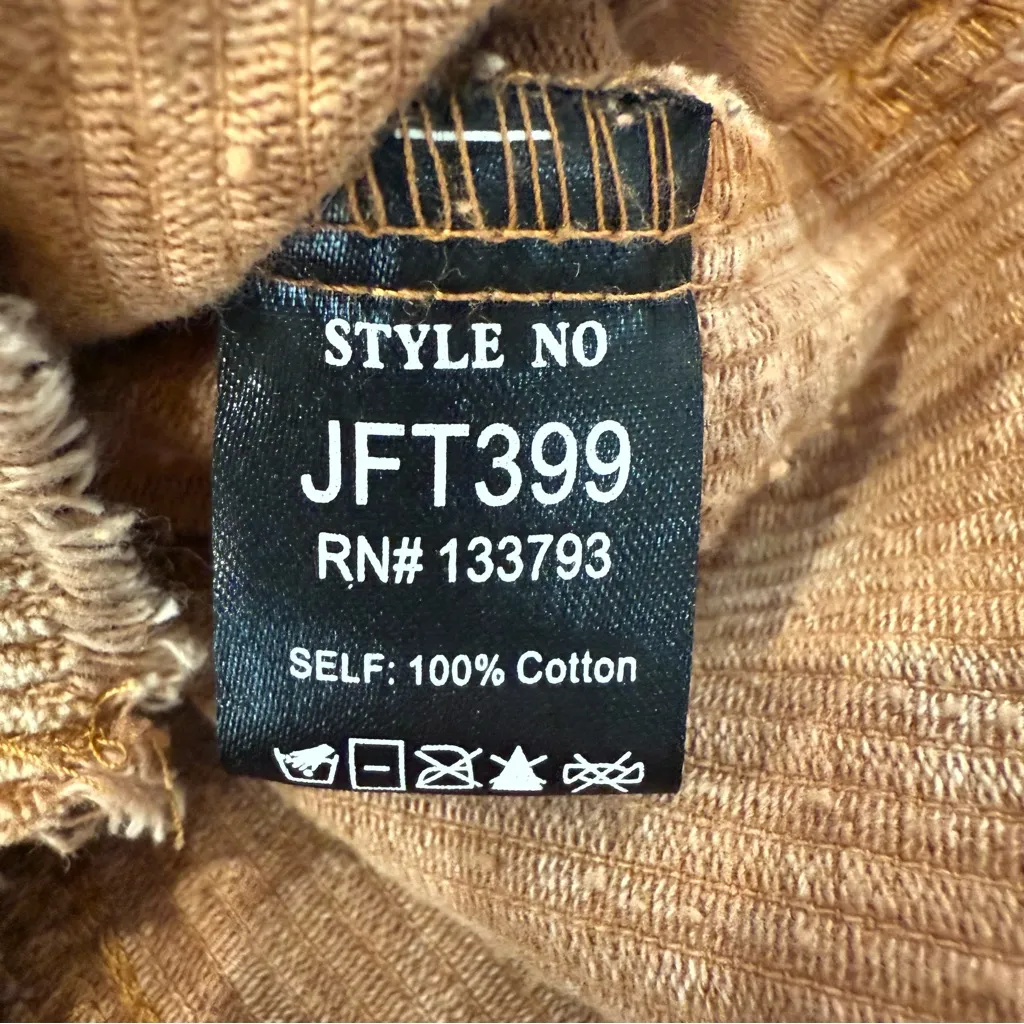 STYLE NO
JFT399
RN# 133793
SELF: 100% Cotton